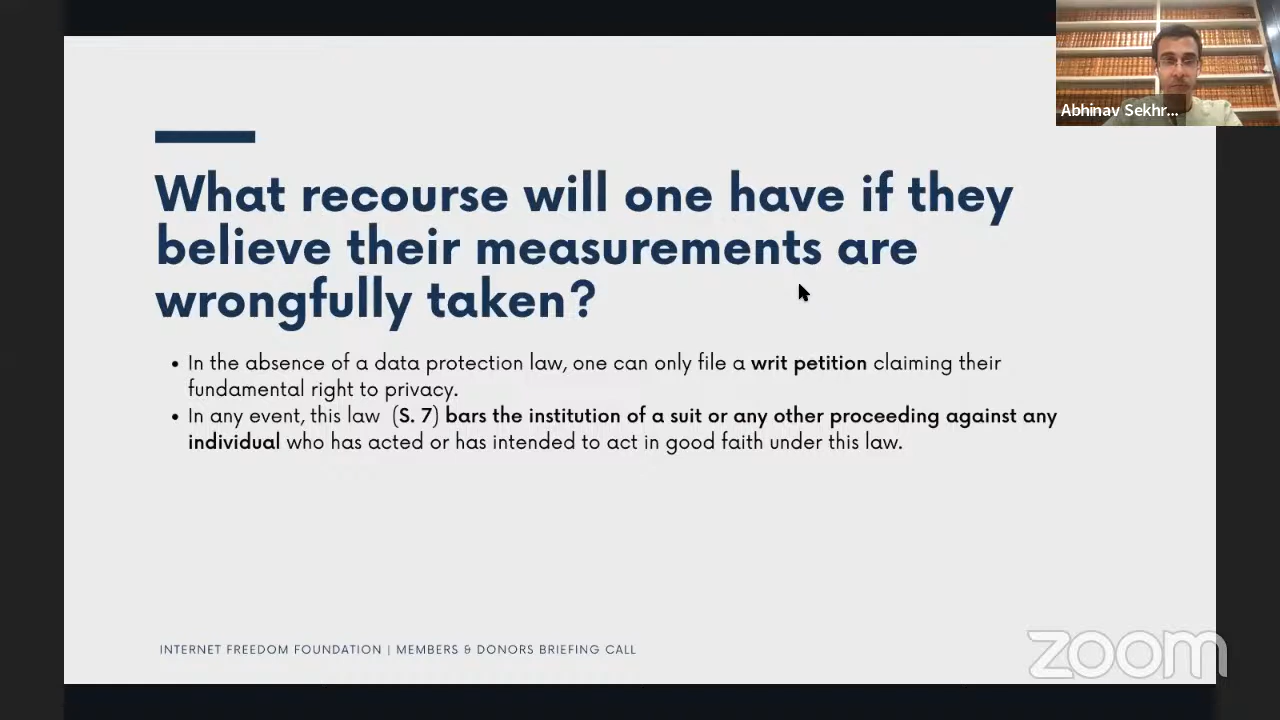 Abhinav Sekhr...
What recourse will one have if they
believe their measurements are
wrongfully taken?
• In the absence of a data protection law, one can only file a writ petition claiming their
fundamental right to privacy.
• In any event, this law (S. 7) bars the institution of a suit or any other proceeding against any
individual who has acted or has intended to act in good faith under this law.
INTERNET FREEDOM FOUNDATION | MEMBERS & DONORS BRIEFING CALL
zoom